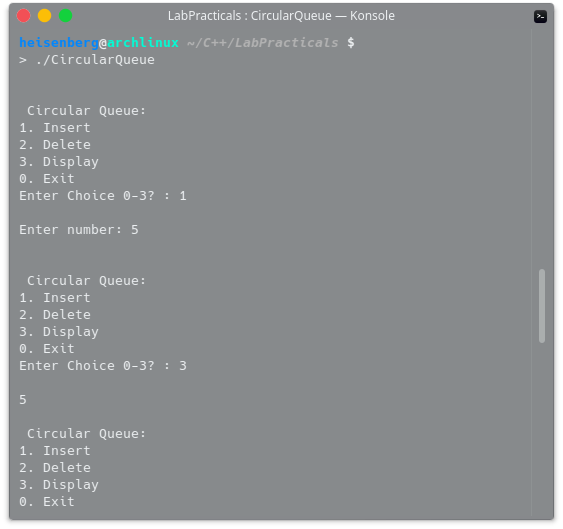 LabPracticals : CircularQueue — Konsole
heisenberg@archlinux ~/C++/LabPracticals $
> ./CircularQueue
Circular Queue:
1. Insert
2. Delete
3. Display
0. Exit
Enter Choice 0-3? : 1
Enter number: 5
Circular Queue:
1. Insert
2. Delete
3. Display
0. Exit
Enter Choice 0-3? : 3
5
Circular Queue:
1. Insert
2. Delete
3. Display
0. Exit